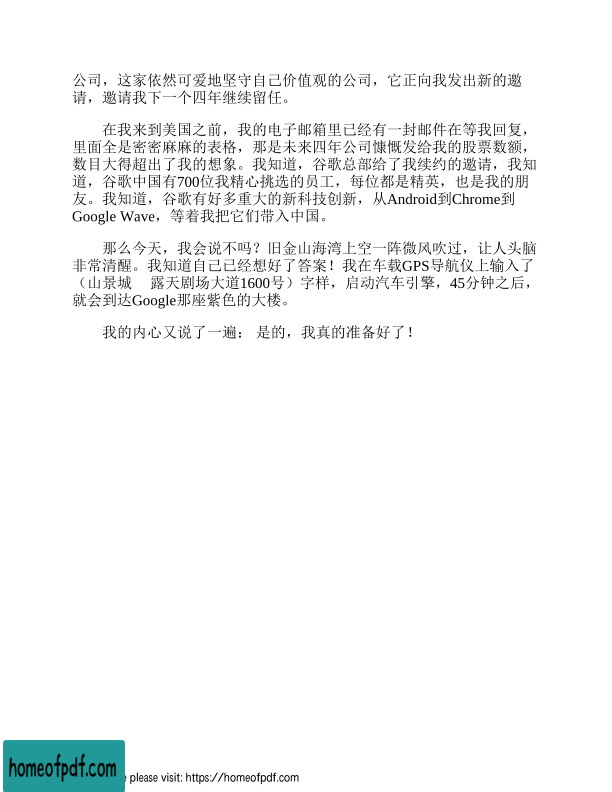 公司，这家依然可爱地坚守自己价值观的公司，它正向我发出新的邀
请，邀请我下一个四年继续留任。
在我来到美国之前，我的电子邮箱里已经有一封邮件在等我回复，
里面全是密密麻麻的表格，那是未来四年公司慷慨发给我的股票数额，
数目大得超出了我的想象。我知道，谷歌总部给了我续约的邀请，我知
道，谷歌中国有700位我精心挑选的员工，每位都是精英，也是我的朋
友。我知道，谷歌有好多重大的新科技创新，从Android到Chrome到
Google Wave，等着我把它们带入中国。
那么今天，我会说不吗？旧金山海湾上空一阵微风吹过，让人头脑
非常清醒。我知道自己已经想好了答案！我在车载GPS导航仪上输入了
（山景城 露天剧场大道1600号）字样，启动汽车引擎，45分钟之后，
就会到达Google那座紫色的大楼。
我的内心又说了一遍： 是的，我真的准备好了！
homeofpdf.com
please visit: https://homeofpdf.com